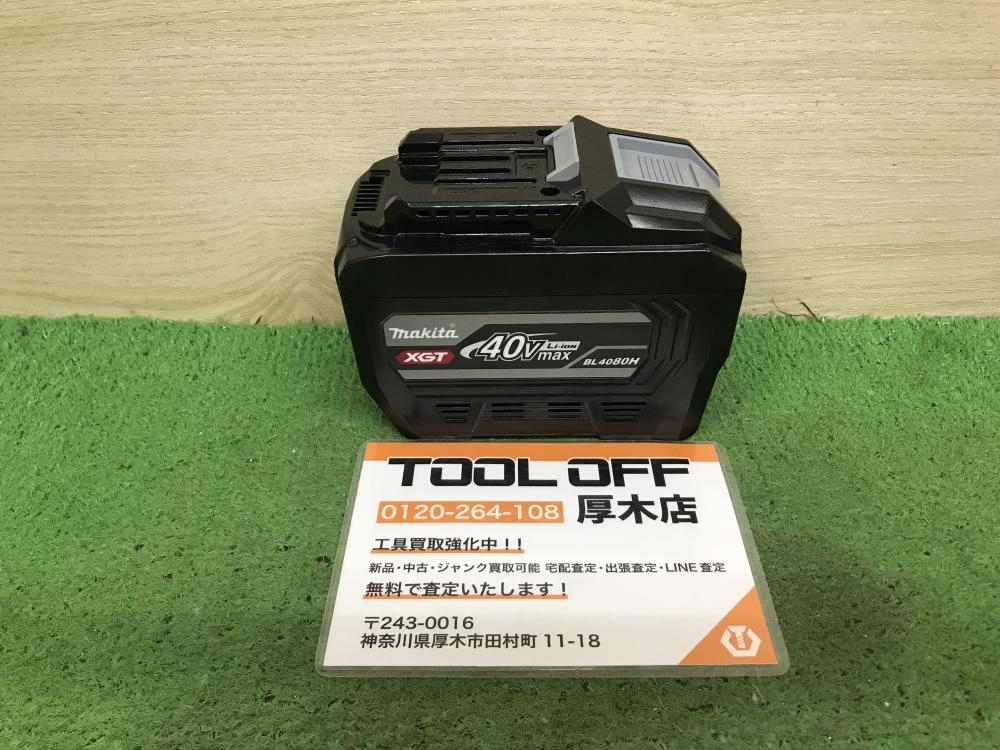 makita
XGT
40Vmax Li-ion
BL4080H
TOOL OFF
0120-264-108 厚木店
工具買取強化中!!
新品・中古・ジャンク買取可能 宅配査定・出張査定・LINE査定
無料で査定いたします!
〒243-0016
神奈川県厚木市田村町 11-18